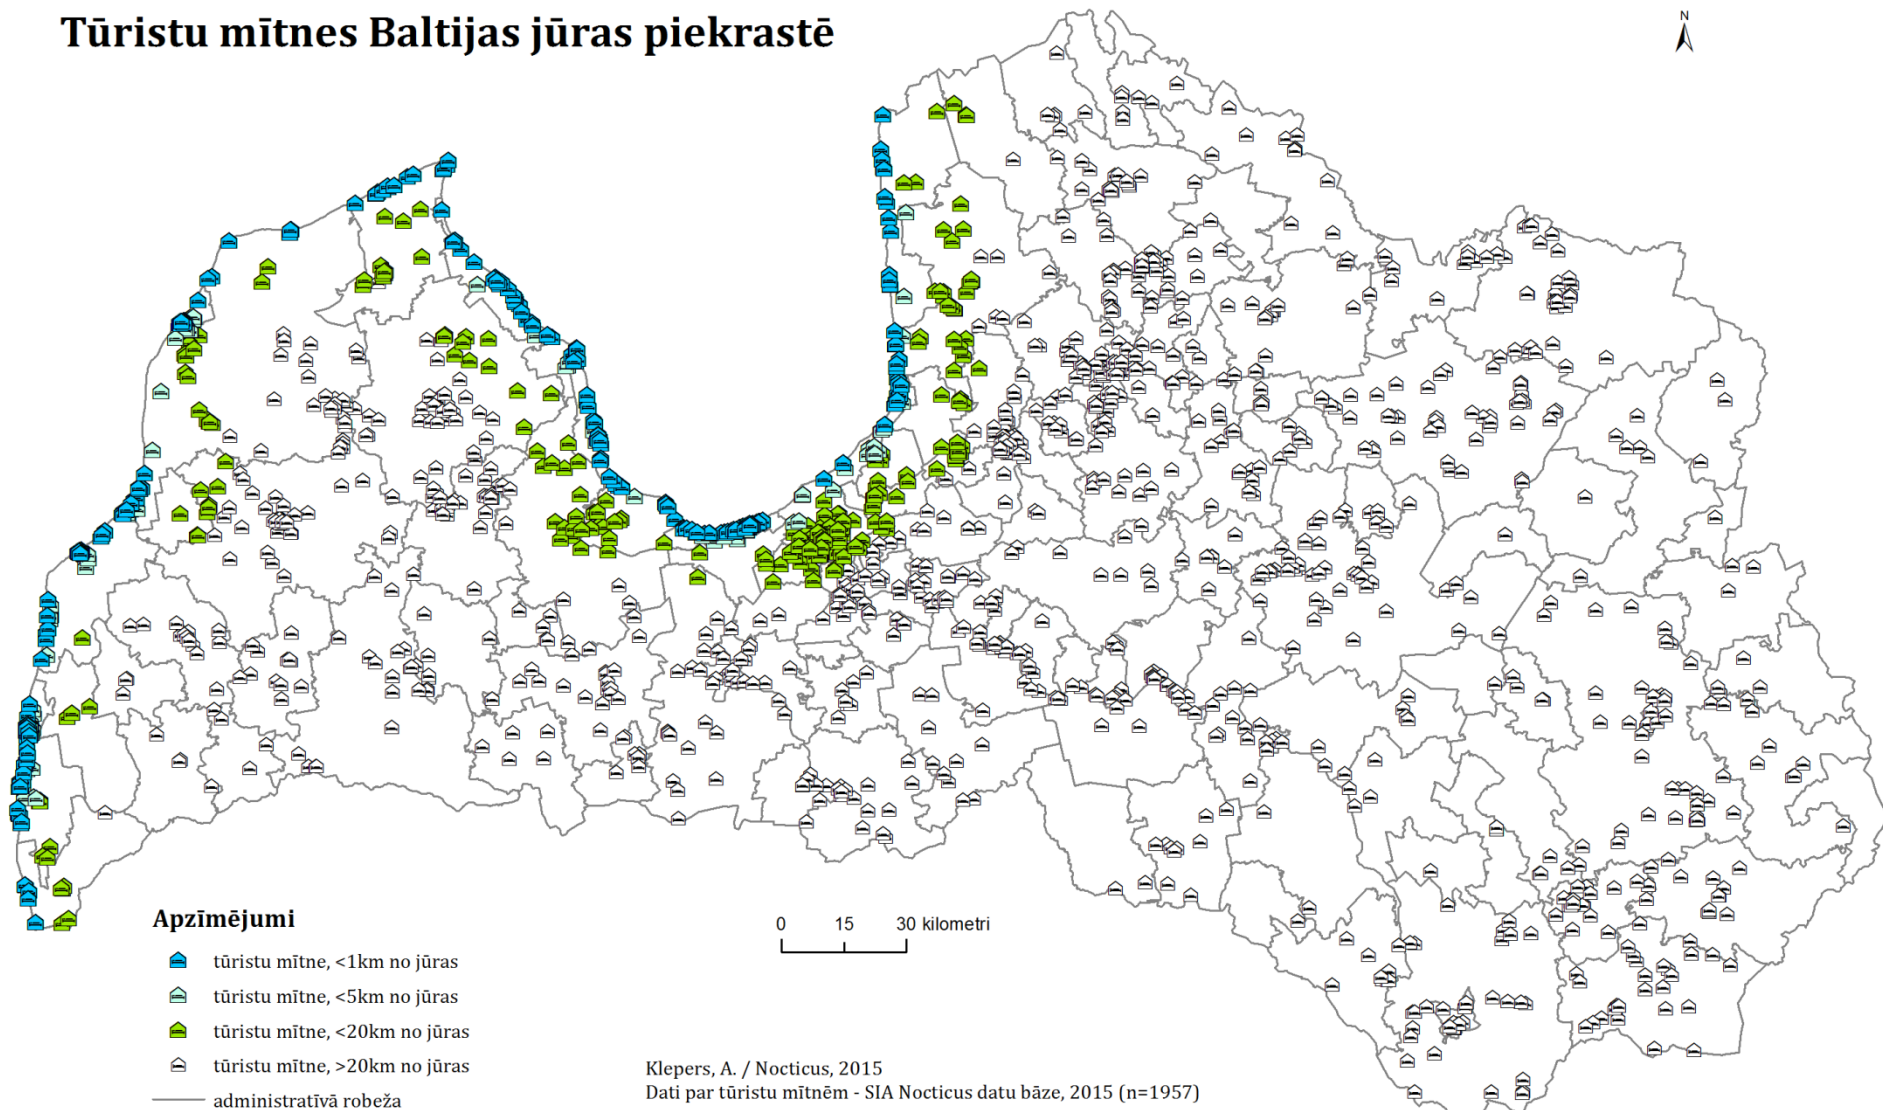 Tūristu mītnes Baltijas jūras piekrastē
N
Apzīmējumi
tūristu mītne, <1km no jūras
tūristu mītne, <5km no jūras
tūristu mītne, <20km no jūras
tūristu mītne, >20km no jūras
administratīvā robeža
0 15 30 kilometri
Klepers, A. / Nocticus, 2015
Dati par tūristu mītnēm - SIA Nocticus datu bāze, 2015 (n=1957)